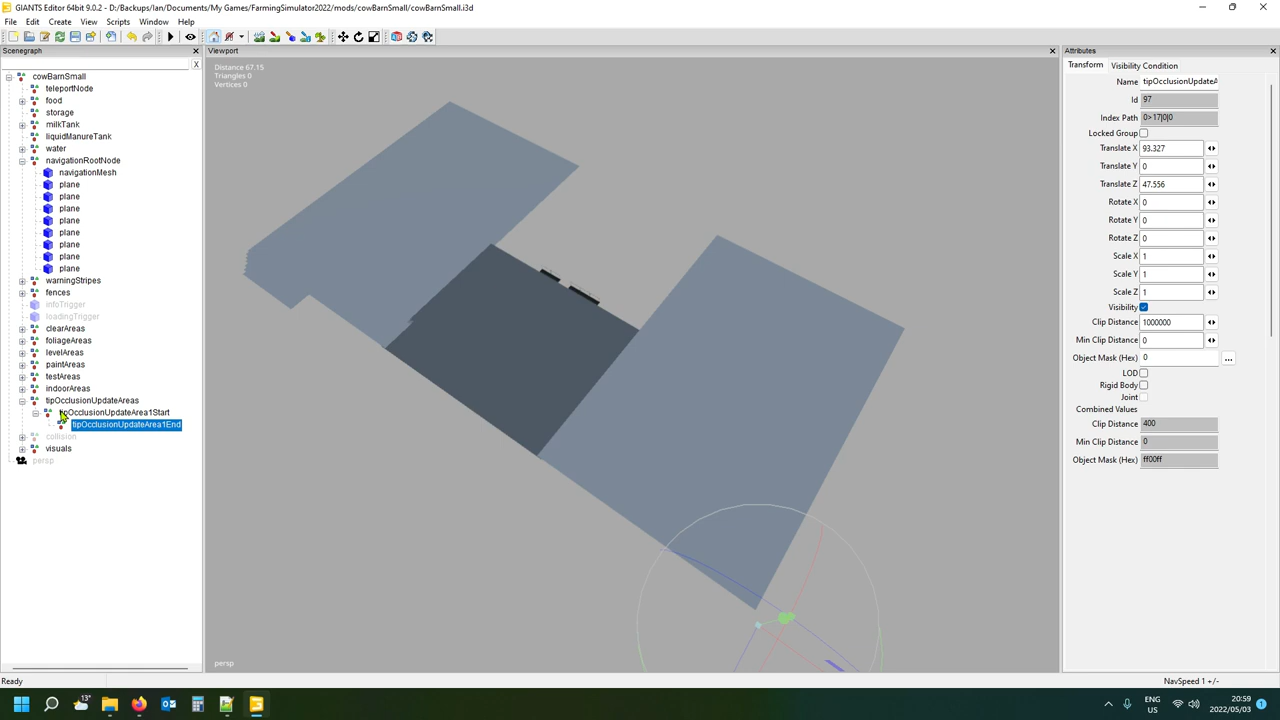 GIANTS Editor 64bit 9.0.2 - D:/Backups/Ian/Documents/My Games/FarmingSimulator2022/mods/cowBarnSmall/cowBarnSmall.i3d
File Edit Create View Scripts Window Help
Scenegraph
X
cowBarnSmall
teleportNode
food
storage
milkTank
liquidManureTank
water
navigationRootNode
navigationMesh
plane
plane
plane
plane
plane
plane
plane
plane
warningStripes
fences
infoTrigger
loadingTrigger
clearAreas
foliageAreas
levelAreas
paintAreas
testAreas
indoorAreas
tipOcclusionUpdateAreas
tipOcclusionUpdateArea1Start
tipOcclusionUpdateArea1End
collision
visuals
persp
Viewport
Distance 67.15
Triangles 0
Vertices 0
persp
Attributes
Transform Visibility Condition
Name tipOcclusionUpdateA
Id 97
Index Path 0>17|0|0
Locked Group
Translate X 93.327
Translate Y 0
Translate Z 47.556
Rotate X 0
Rotate Y 0
Rotate Z 0
Scale X 1
Scale Y 1
Scale Z 1
Visibility
Clip Distance 1000000
Min Clip Distance 0
Object Mask (Hex) 0 ...
LOD
Rigid Body
Joint
Combined Values
Clip Distance 400
Min Clip Distance 0
Object Mask (Hex) ff00ff
Ready
NavSpeed 1 +/-
13°
ENG
US
20:59
2022/05/03
1